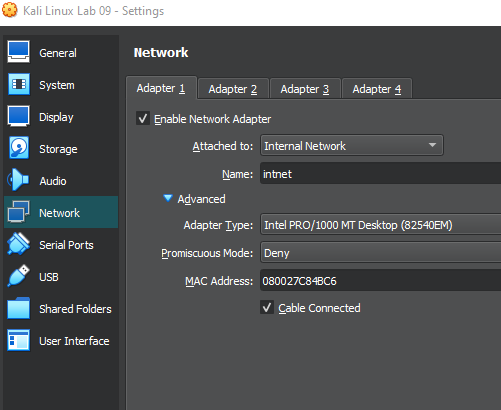 Kali Linux Lab 09 - Settings
General
System
Display
Storage
Audio
Network
Serial Ports
USB
Shared Folders
User Interface
Network
Adapter 1 Adapter 2 Adapter 3 Adapter 4
Enable Network Adapter
Attached to: Internal Network
Name: intnet
Advanced
Adapter Type: Intel PRO/1000 MT Desktop (82540EM)
Promiscuous Mode: Deny
MAC Address: 080027C84BC6
Cable Connected